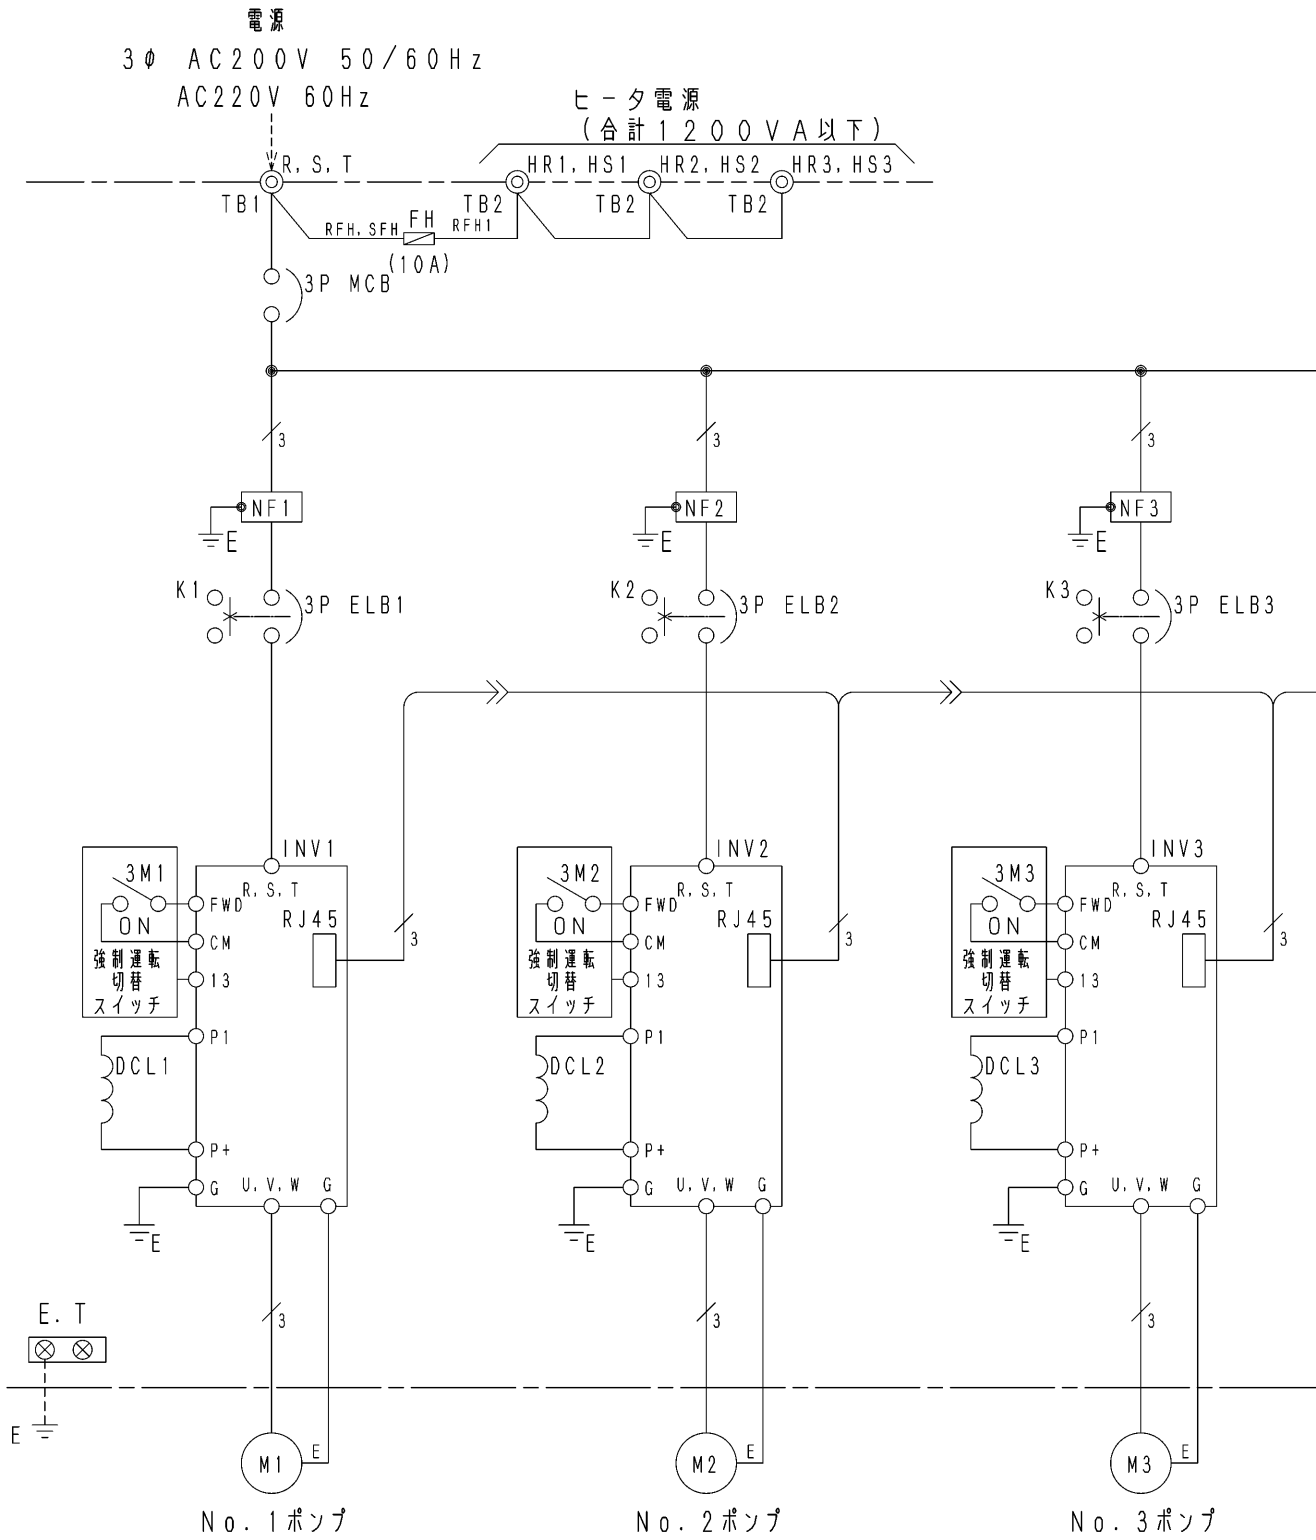 電源
3φ AC200V 50/60Hz
AC220V 60Hz
ヒータ電源
(合計1200VA以下)
R, S, T
HR1, HS1
HR2, HS2
HR3, HS3
TB1
TB2
TB2
TB2
RFH, SFH
FH
RFH1
(10A)
3P MCB
3
3
3
NF1
NF2
NF3
E
E
E
K1
3P ELB1
K2
3P ELB2
K3
3P ELB3
INV1
INV2
INV3
3M1
R, S, T
3M2
R, S, T
3M3
R, S, T
FWD
RJ45
FWD
RJ45
FWD
RJ45
ON
ON
ON
CM
3
CM
3
CM
3
強制運転
切替
スイッチ
強制運転
切替
スイッチ
強制運転
切替
スイッチ
13
13
13
P1
P1
P1
DCL1
DCL2
DCL3
P+
P+
P+
G
U, V, W
G
G
U, V, W
G
G
U, V, W
G
E
E
E
E. T
3
3
3
E
M1
E
M2
E
M3
E
No. 1ポンプ
No. 2ポンプ
No. 3ポンプ